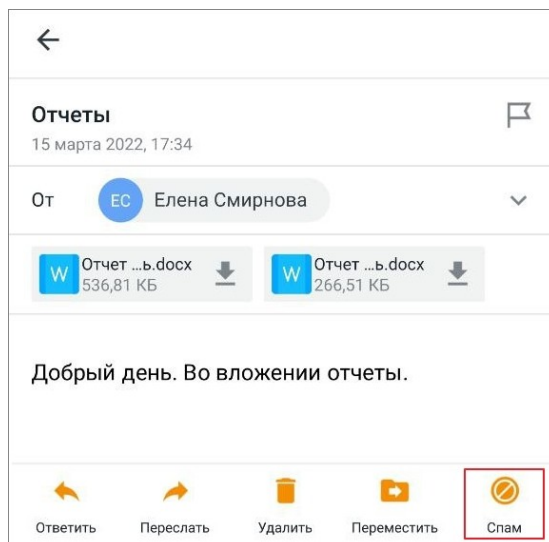 Отчеты
15 марта 2022, 17:34
От ЕС Елена Смирнова
W Отчет ...ь.docx W Отчет ...ь.docx
536,81 КБ 266,51 КБ
Добрый день. Во вложении отчеты.
Ответить Переслать Удалить Переместить Спам